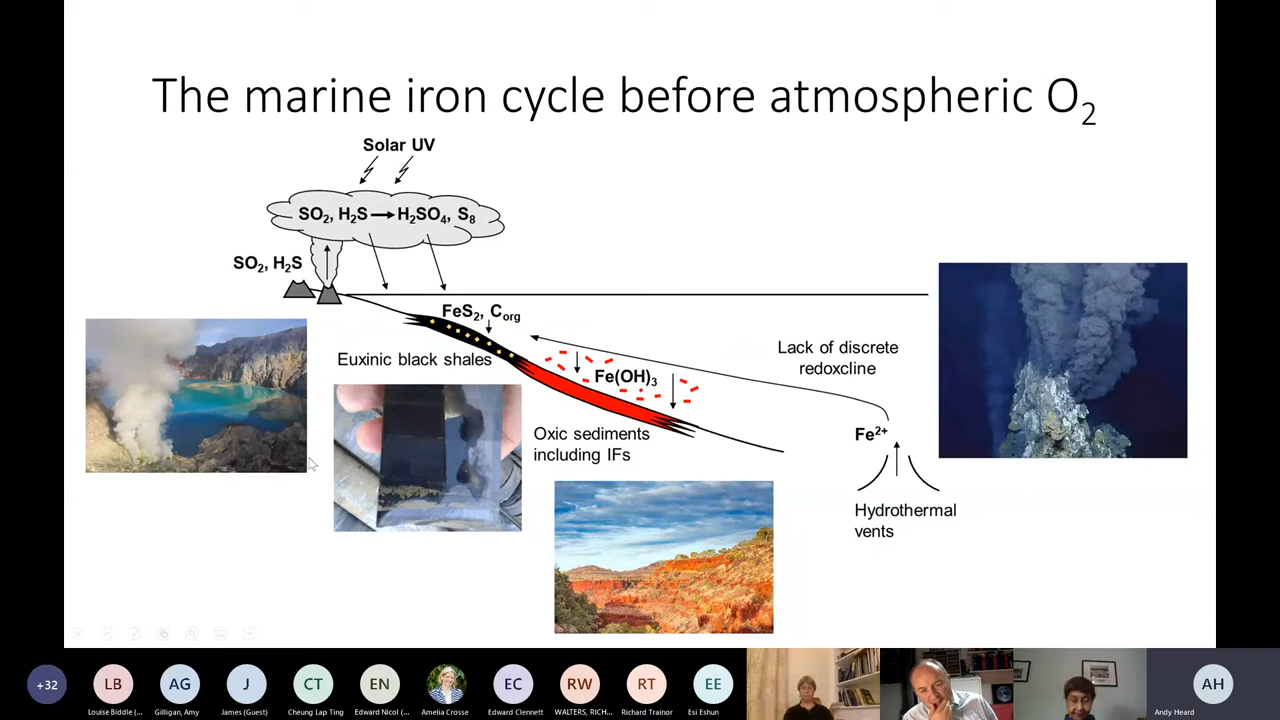 The marine iron cycle before atmospheric O₂
Solar UV
SO₂, H₂S → H₂SO₄, S₈
SO₂, H₂S
FeS₂, Corg
Euxinic black shales
Fe(OH)₃
Lack of discrete
redoxcline
Fe²⁺
Oxic sediments
including IFs
Hydrothermal
vents
+32
LB
AG
J
CT
EN
EC
RW
RT
EE
AH
Louise Biddle (...
Gilligan, Amy
James (Guest)
Cheung Lap Ting
Edward Nicol (...
Amelia Crosse
Edward Clennett
WALTERS, RICH...
Richard Trainor
Esi Eshun
Andy Heard